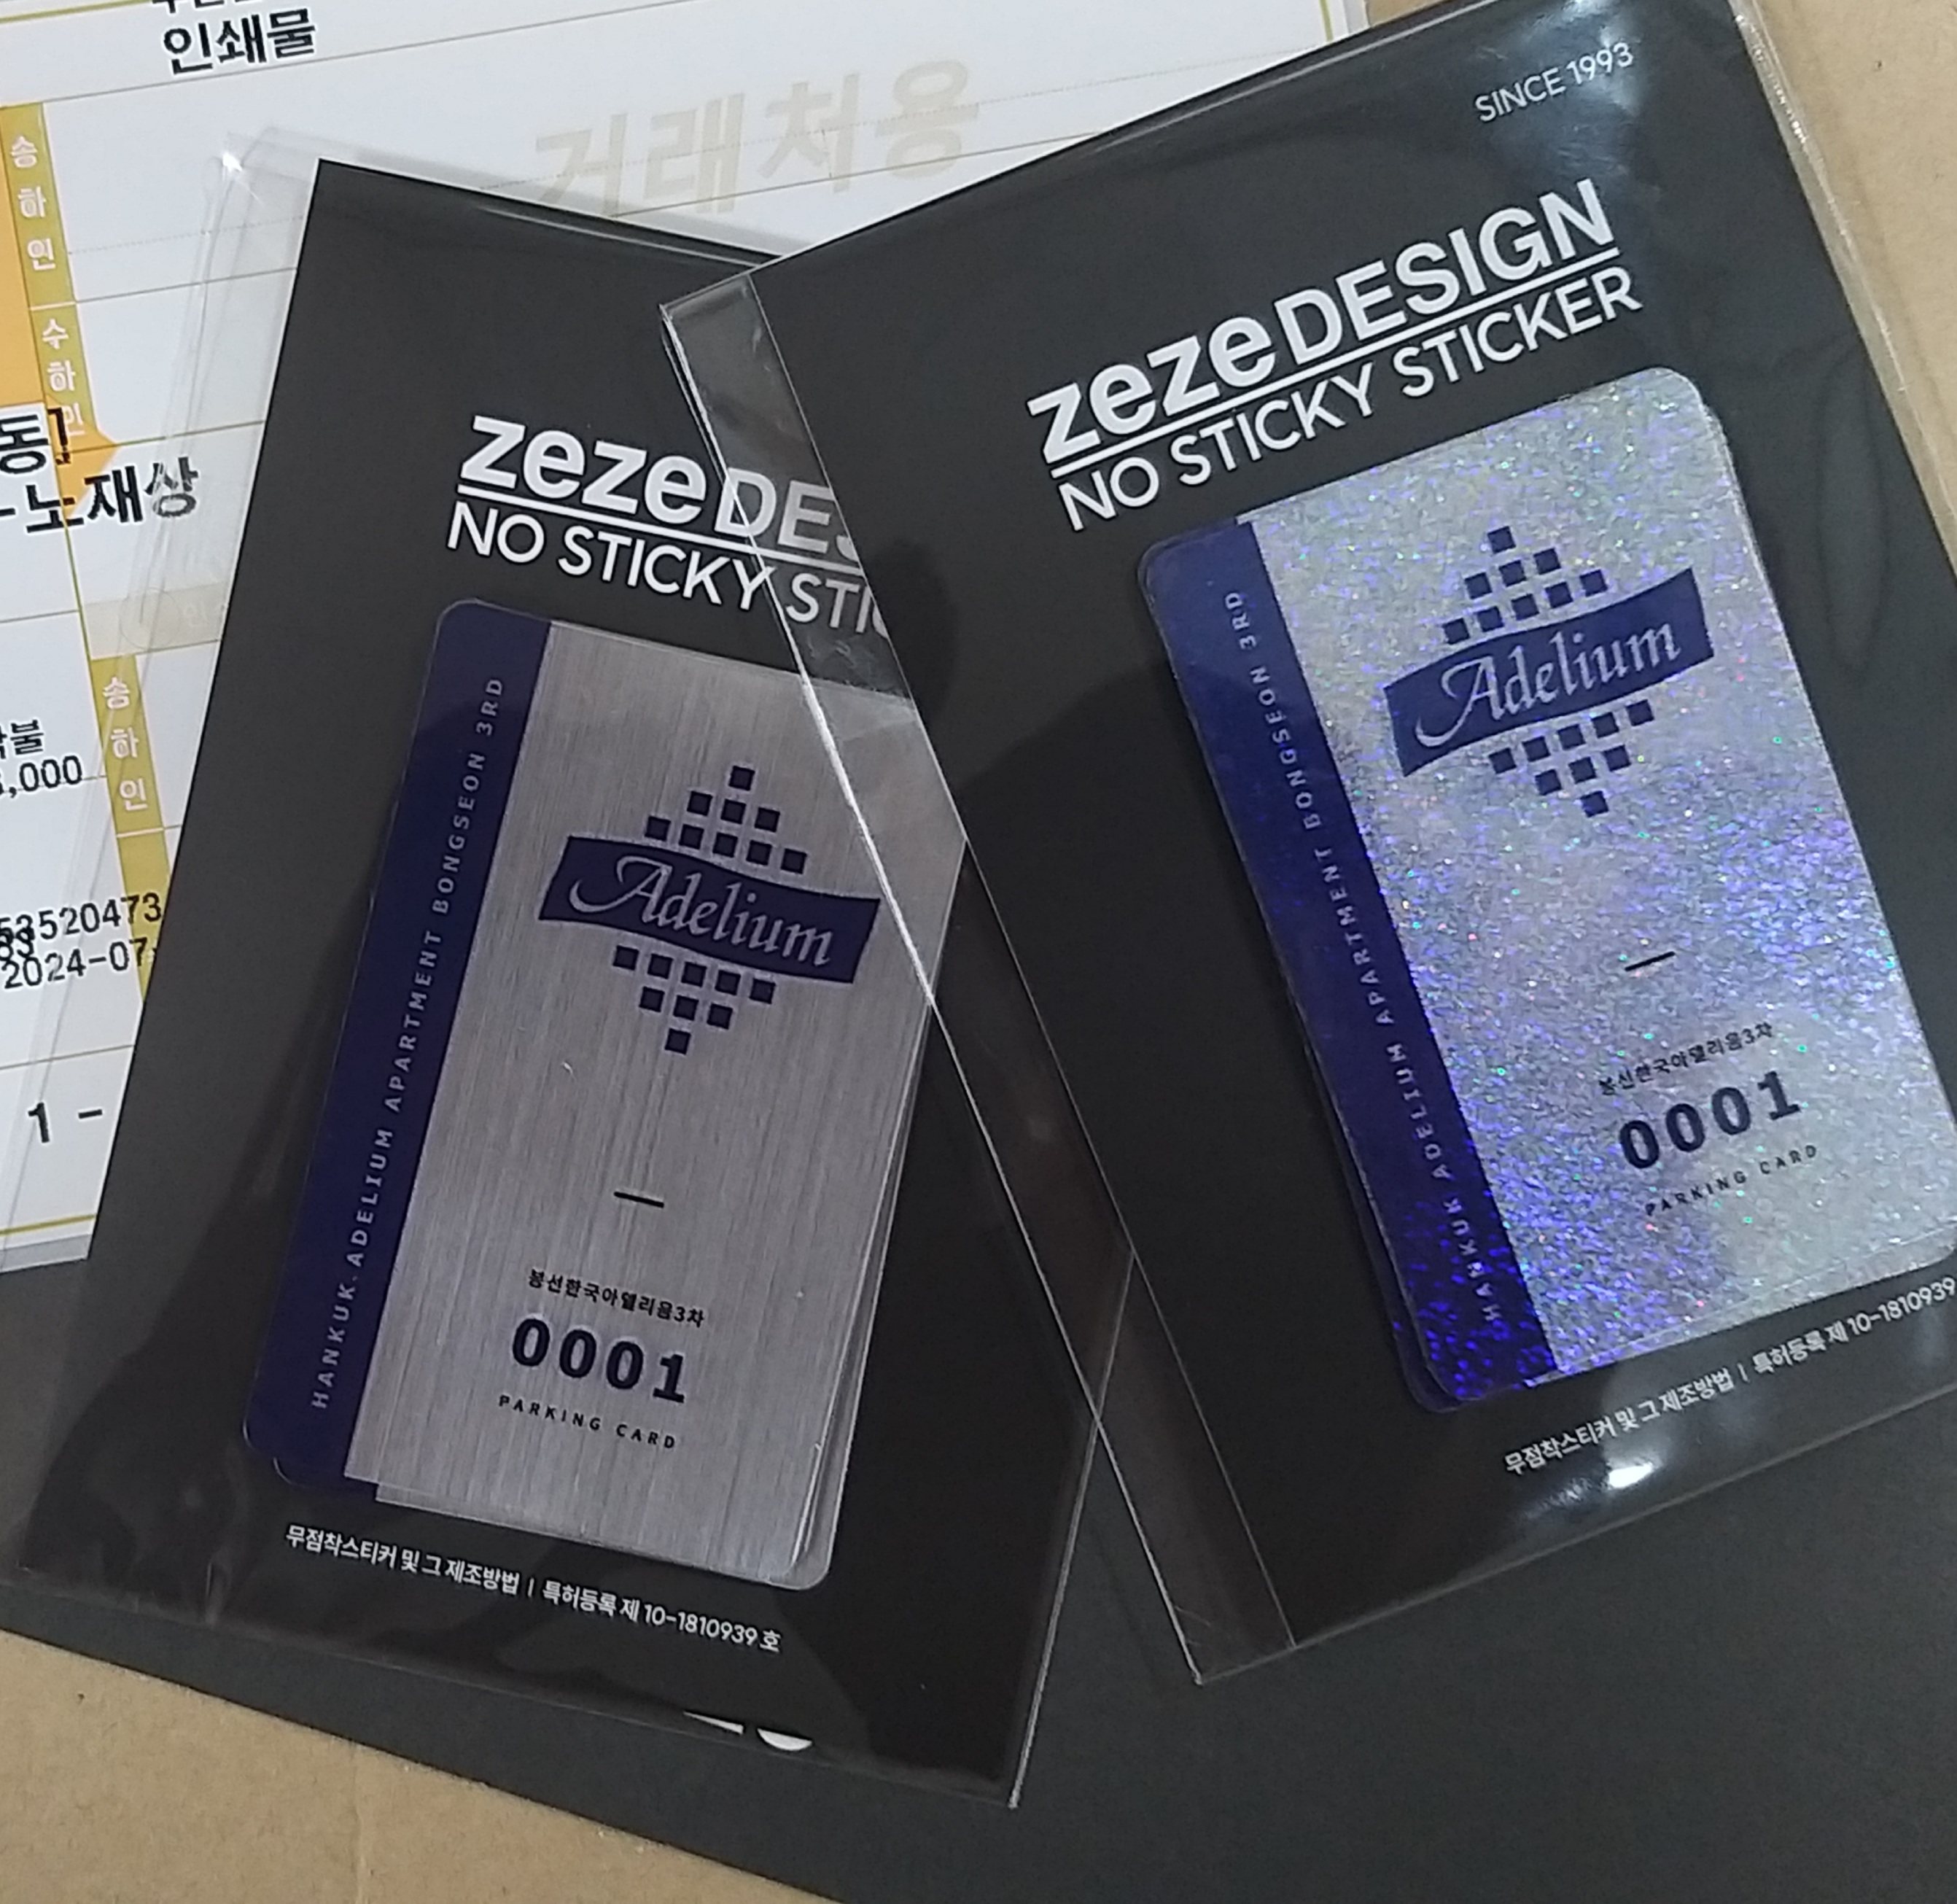 인쇄물
거래처용
송하인
수하인
동]
노재상
송하인
,000
53520473
2024-07
1 -
zeze DES
NO STICKY STI
HANKUK ADELIUM APARTMENT BONGSEON 3RD
Adelium
봉선한국아델리움3차
0001
PARKING CARD
무점착스티커 및 그 제조방법 | 특허등록 제 10-1810939 호
SINCE 1993
zeze DESIGN
NO STICKY STICKER
HANKUK ADELIUM APARTMENT BONGSEON 3RD
Adelium
봉선한국아델리움3차
0001
PARKING CARD
무점착스티커 및 그 제조방법 | 특허등록 제 10-1810939